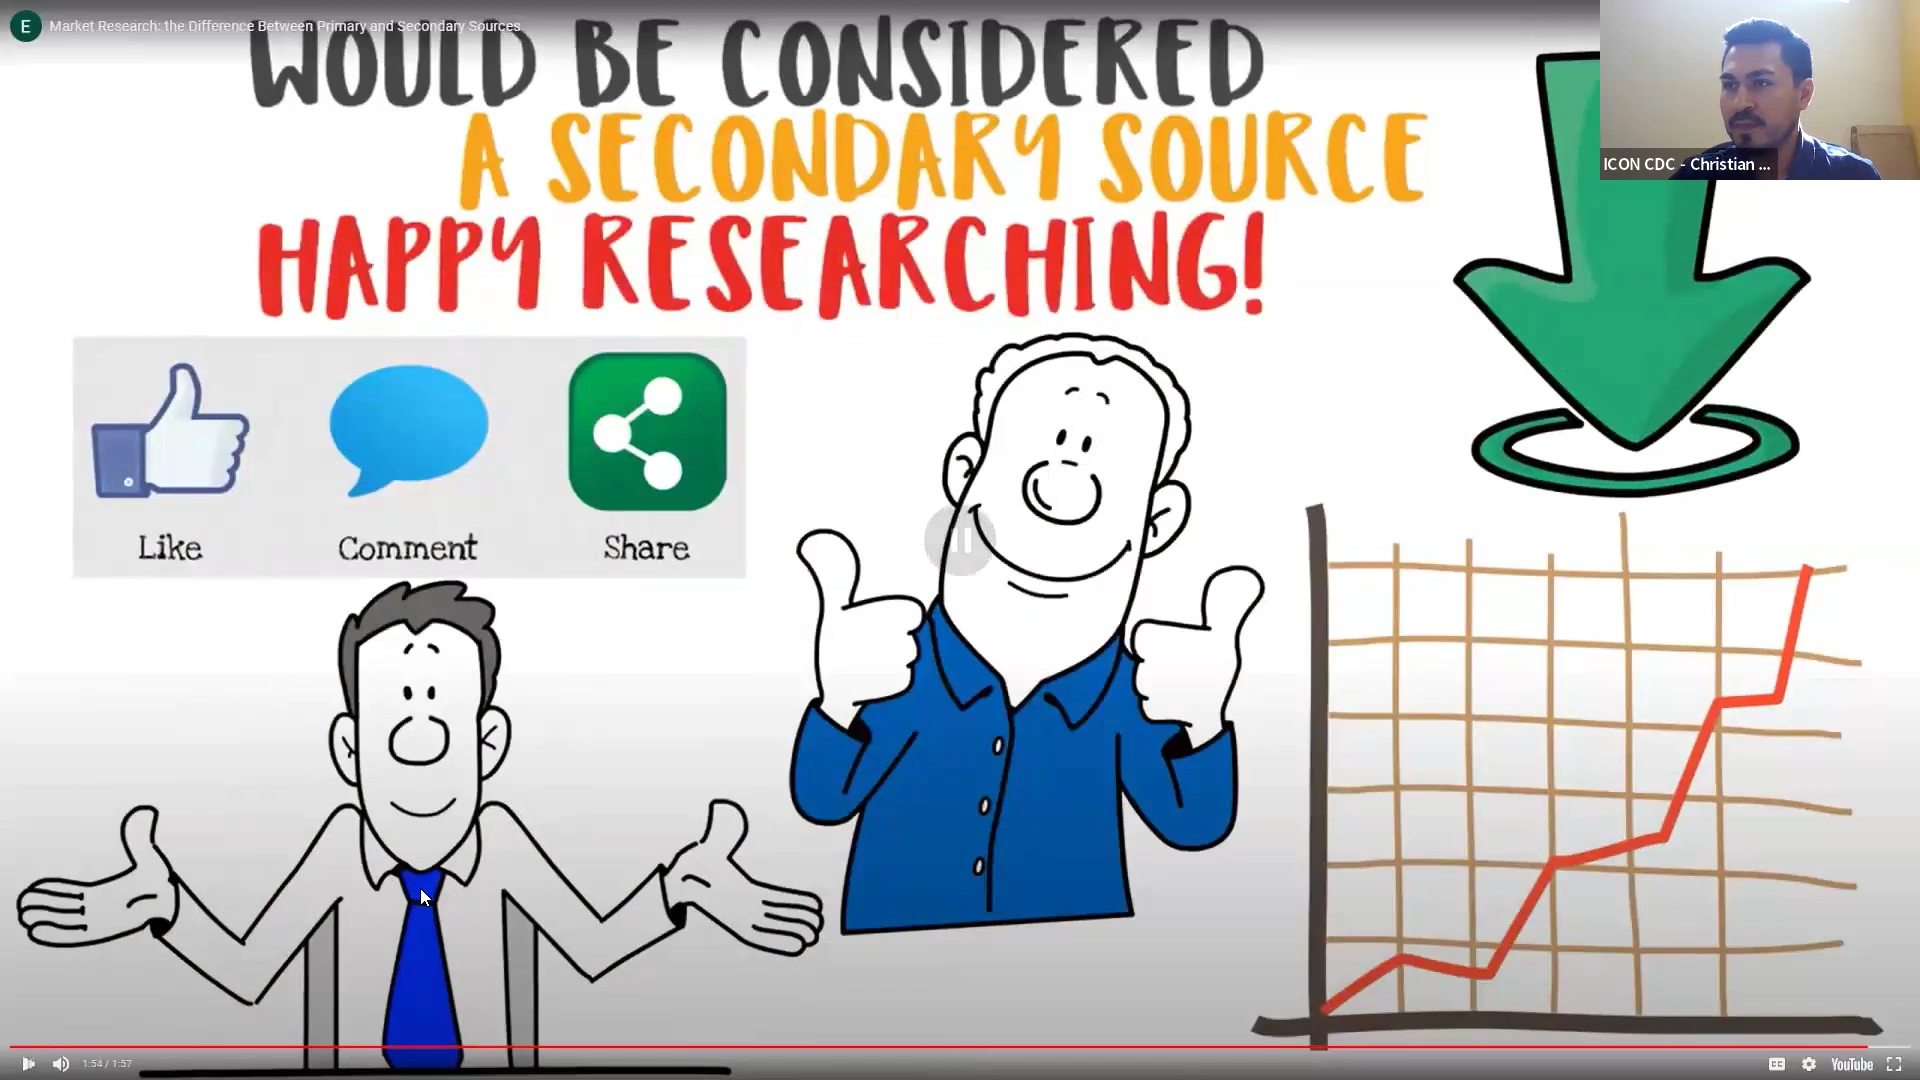 E Market Research: the Difference Between Primary and Secondary Sources
WOULD BE CONSIDERED
A SECONDARY SOURCE
HAPPY RESEARCHING!
ICON CDC - Christian ...
Like Comment Share
1:54 / 1:57
CC YouTube